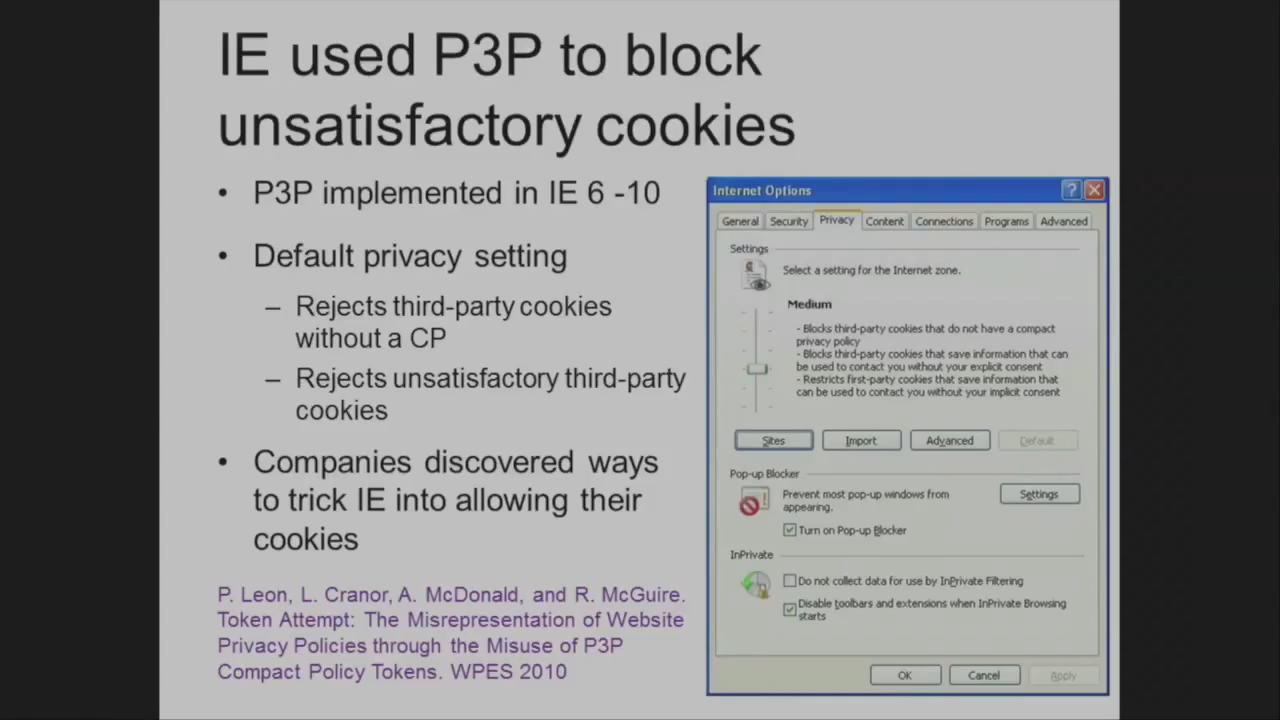 IE used P3P to block
unsatisfactory cookies
• P3P implemented in IE 6 -10
• Default privacy setting
– Rejects third-party cookies
without a CP
– Rejects unsatisfactory third-party
cookies
• Companies discovered ways
to trick IE into allowing their
cookies
P. Leon, L. Cranor, A. McDonald, and R. McGuire.
Token Attempt: The Misrepresentation of Website
Privacy Policies through the Misuse of P3P
Compact Policy Tokens. WPES 2010
Internet Options
General Security Privacy Content Connections Programs Advanced
Settings
Select a setting for the Internet zone.
Medium
- Blocks third-party cookies that do not have a compact
privacy policy
- Blocks third-party cookies that save information that can
be used to contact you without your explicit consent
- Restricts first-party cookies that save information that
can be used to contact you without your implicit consent
Sites Import Advanced Default
Pop-up Blocker
Prevent most pop-up windows from
appearing.
Settings
Turn on Pop-up Blocker
InPrivate
Do not collect data for use by InPrivate Filtering
Disable toolbars and extensions when InPrivate Browsing
starts
OK Cancel Apply